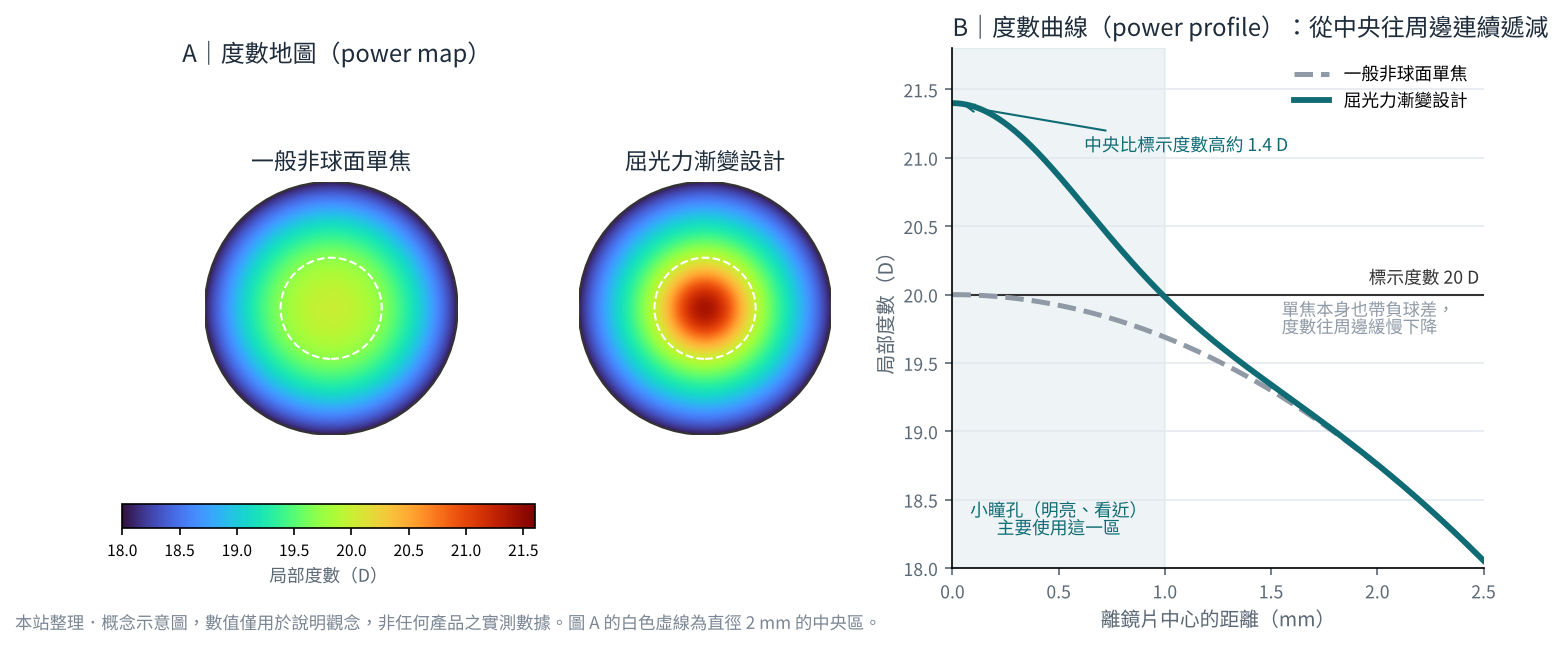 A｜度數地圖（power map）
一般非球面單焦
屈光力漸變設計
18.0 18.5 19.0 19.5 20.0 20.5 21.0 21.5
局部度數（D）
B｜度數曲線（power profile）：從中央往周邊連續遞減
一般非球面單焦
屈光力漸變設計
中央比標示度數高約 1.4 D
標示度數 20 D
單焦本身也帶負球差，
度數往周邊緩慢下降
小瞳孔（明亮、看近）
主要使用這一區
局部度數（D）
21.5
21.0
20.5
20.0
19.5
19.0
18.5
18.0
0.0 0.5 1.0 1.5 2.0 2.5
離鏡片中心的距離（mm）
本站整理．概念示意圖，數值僅用於說明觀念，非任何產品之實測數據。圖 A 的白色虛線為直徑 2 mm 的中央區。